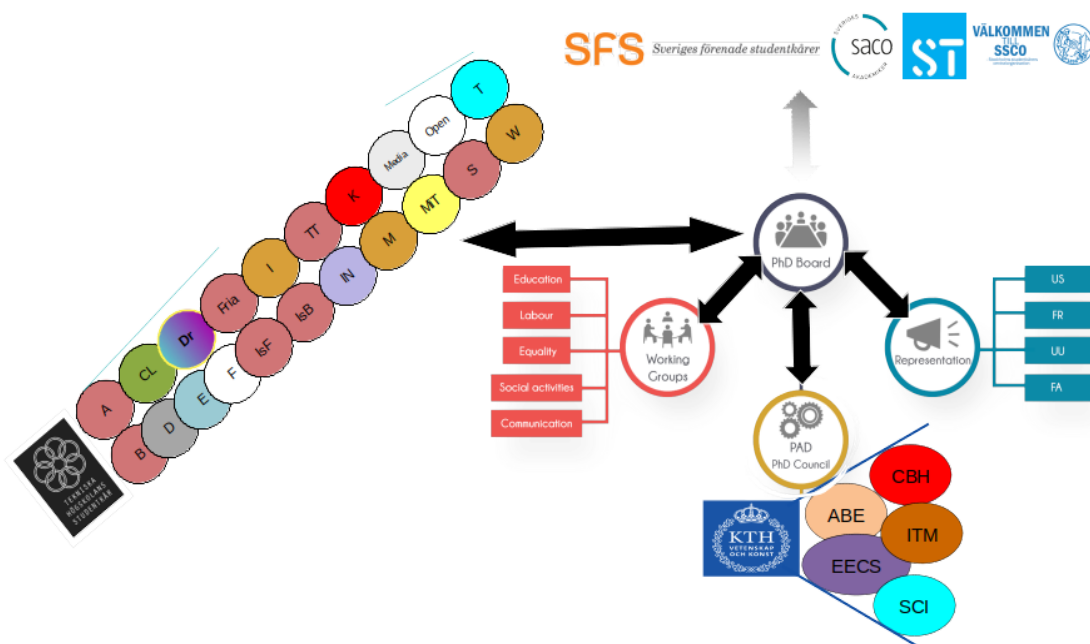 SFS
Sveriges förenade studentkårer
SVERIGES
saco
AKADEMIKER
ST
VÄLKOMMEN
TILL
SSCO
T
Open
W
Media
S
K
MiT
TT
M
I
IN
Fria
IsB
Dr
IsF
CL
F
A
E
D
B
TEKNISKA
HÖGSKOLANS
STUDENTKÅR
PhD Board
Education
Labour
Equality
Social activities
Communication
Working
Groups
Representation
US
FR
UU
FA
PAD
PhD Council
KTH
VETENSKAP
OCH KONST
CBH
ABE
ITM
EECS
SCI